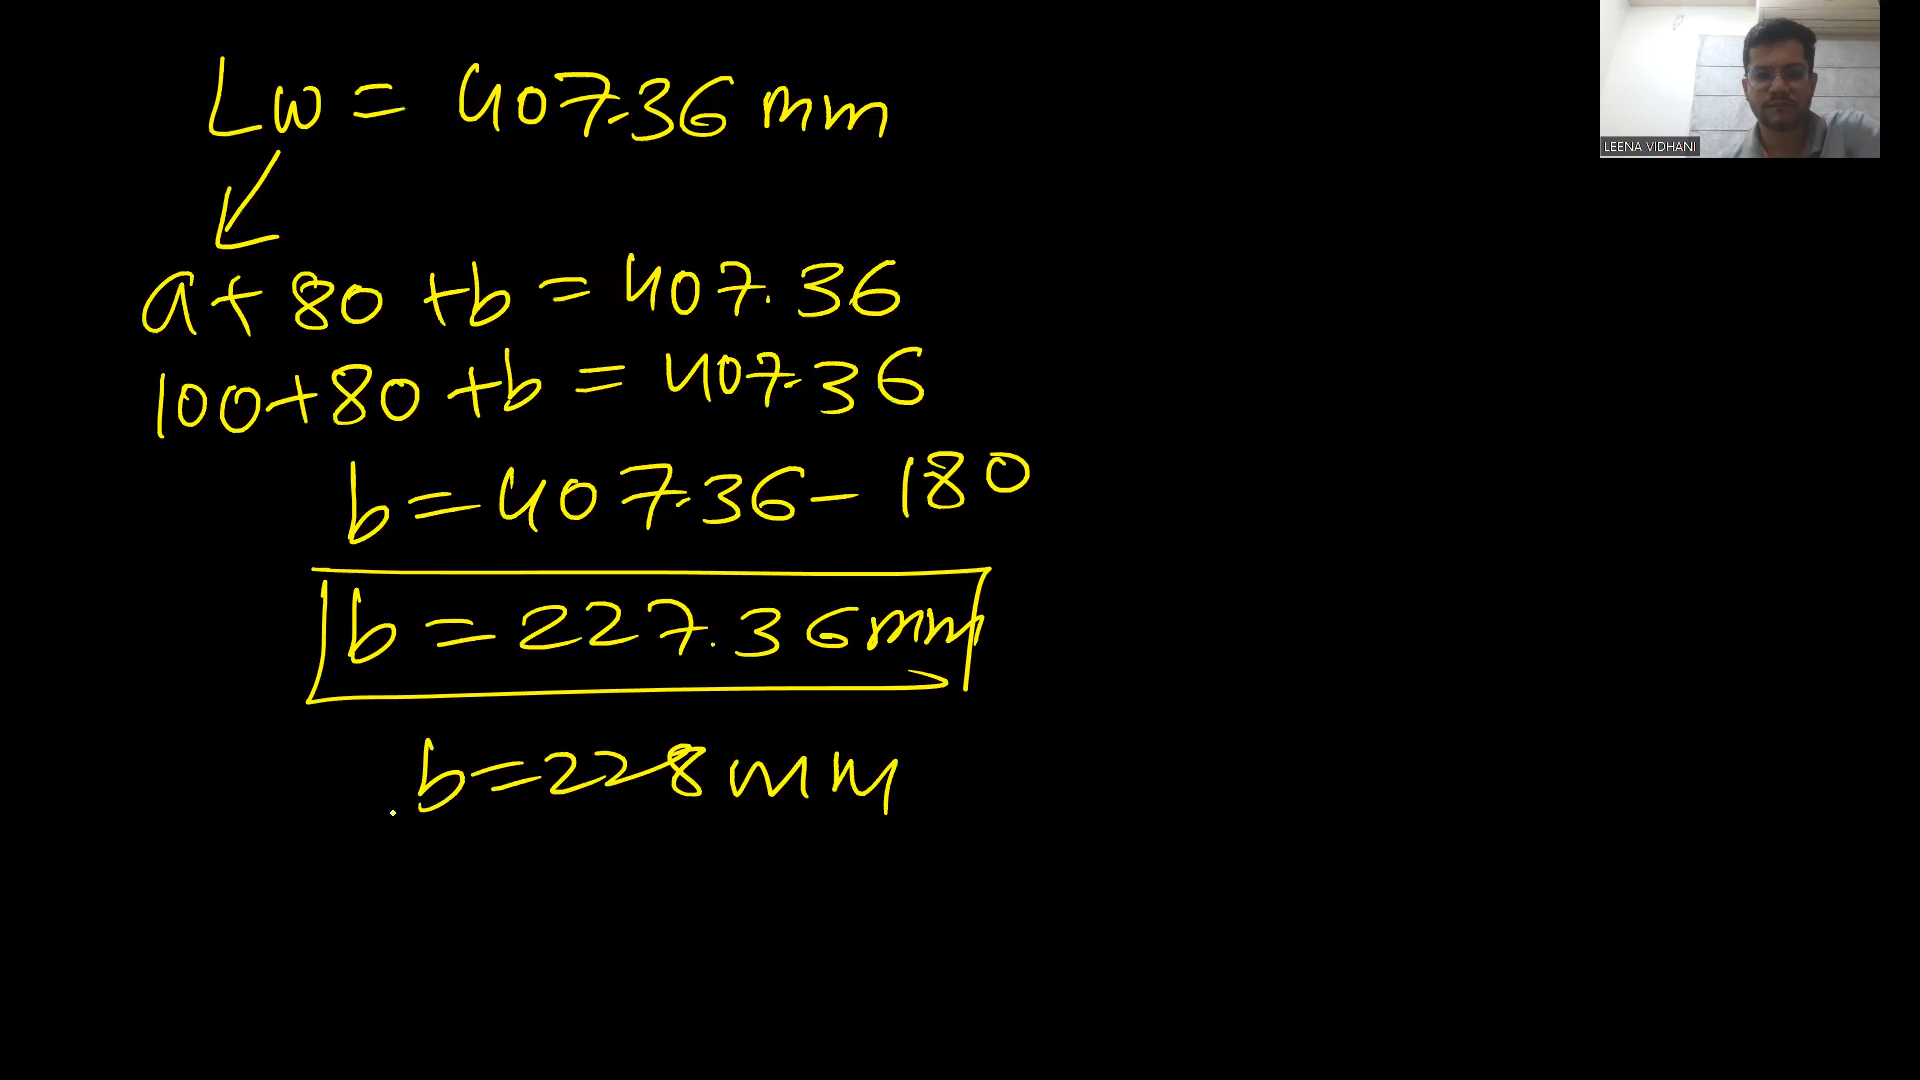 Lw = 407.36 mm
a + 80 + b = 407.36
100 + 80 + b = 407.36
b = 407.36 - 180
b = 227.36 mm
b = 228 mm
LEENA VIDHANI